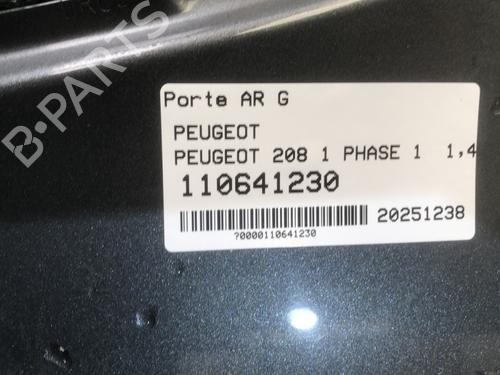 B-PARTS
Porte AR G
PEUGEOT
PEUGEOT 208 1 PHASE 1 1,4
110641230
20251238
?0000110641230